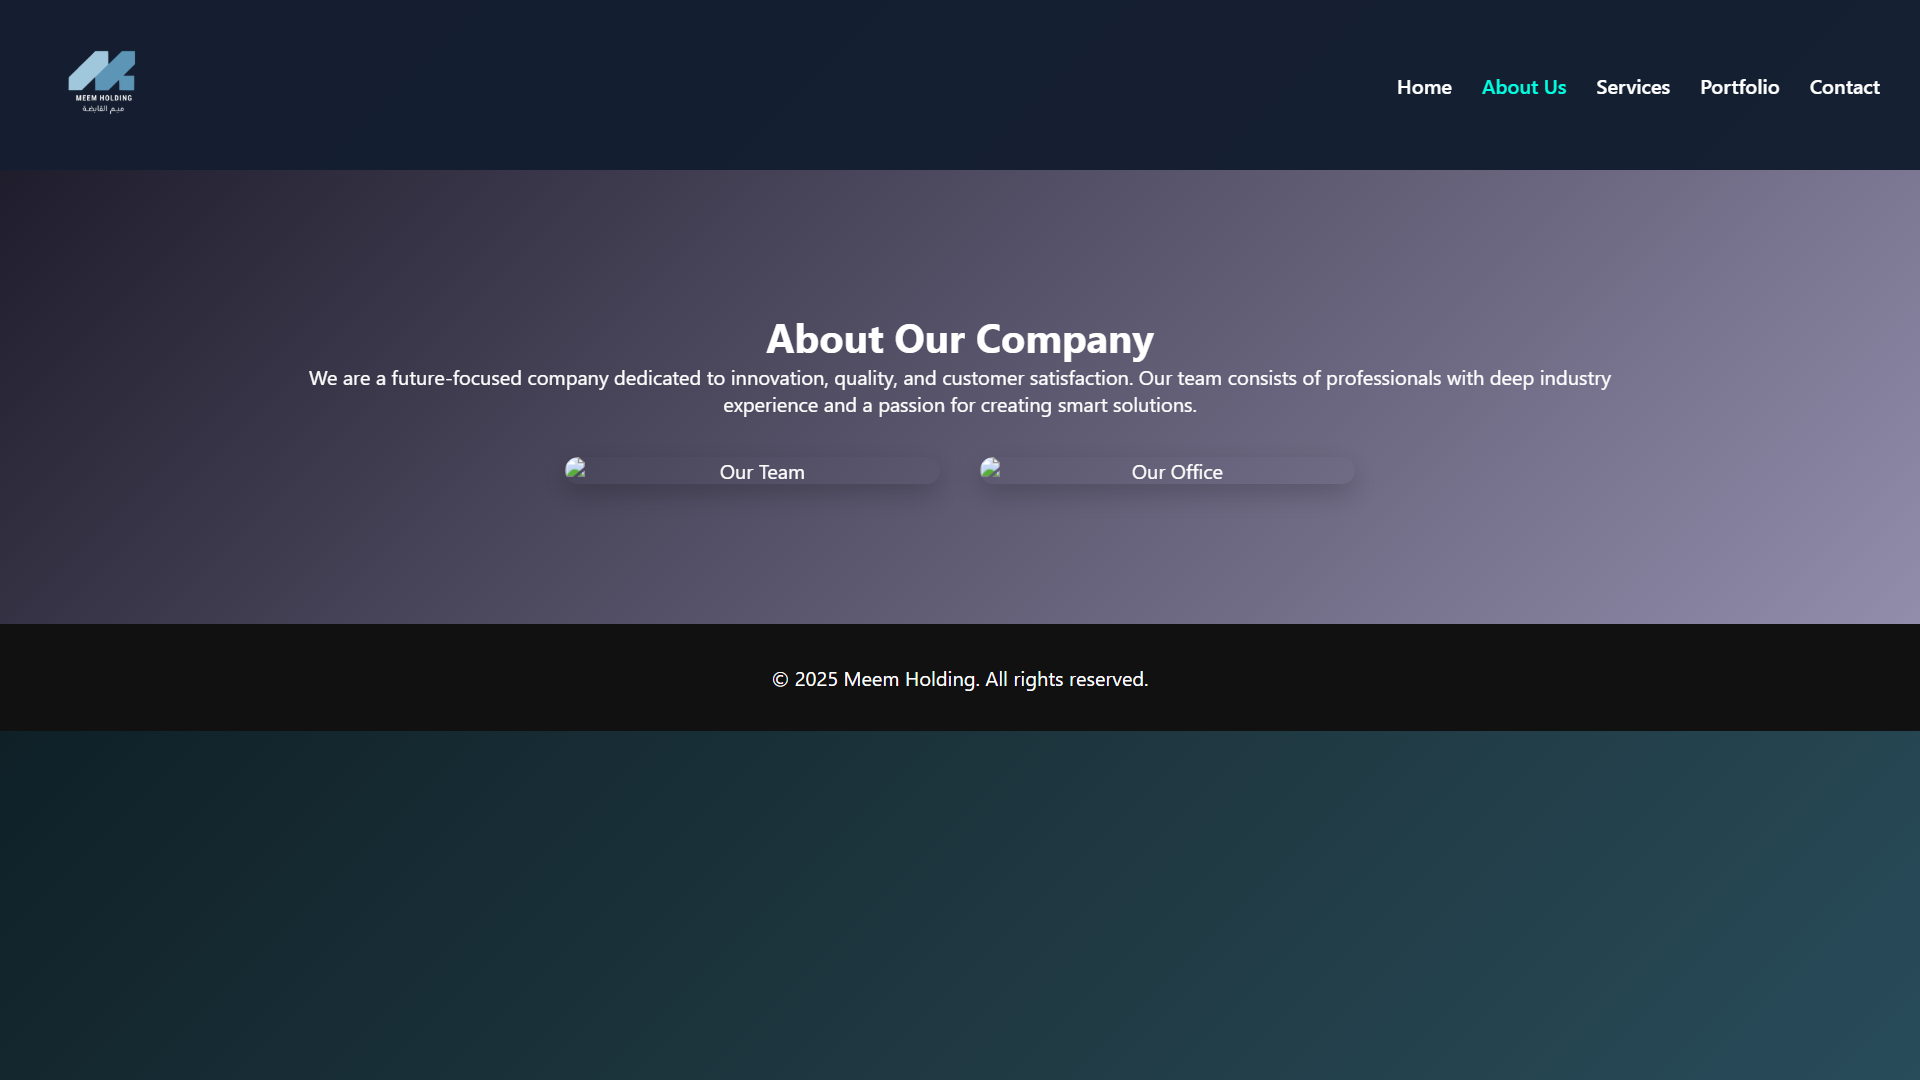 MEEM HOLDING
ميم القابضة
Home
About Us
Services
Portfolio
Contact
About Our Company
We are a future-focused company dedicated to innovation, quality, and customer satisfaction. Our team consists of professionals with deep industry
experience and a passion for creating smart solutions.
Our Team
Our Office
© 2025 Meem Holding. All rights reserved.